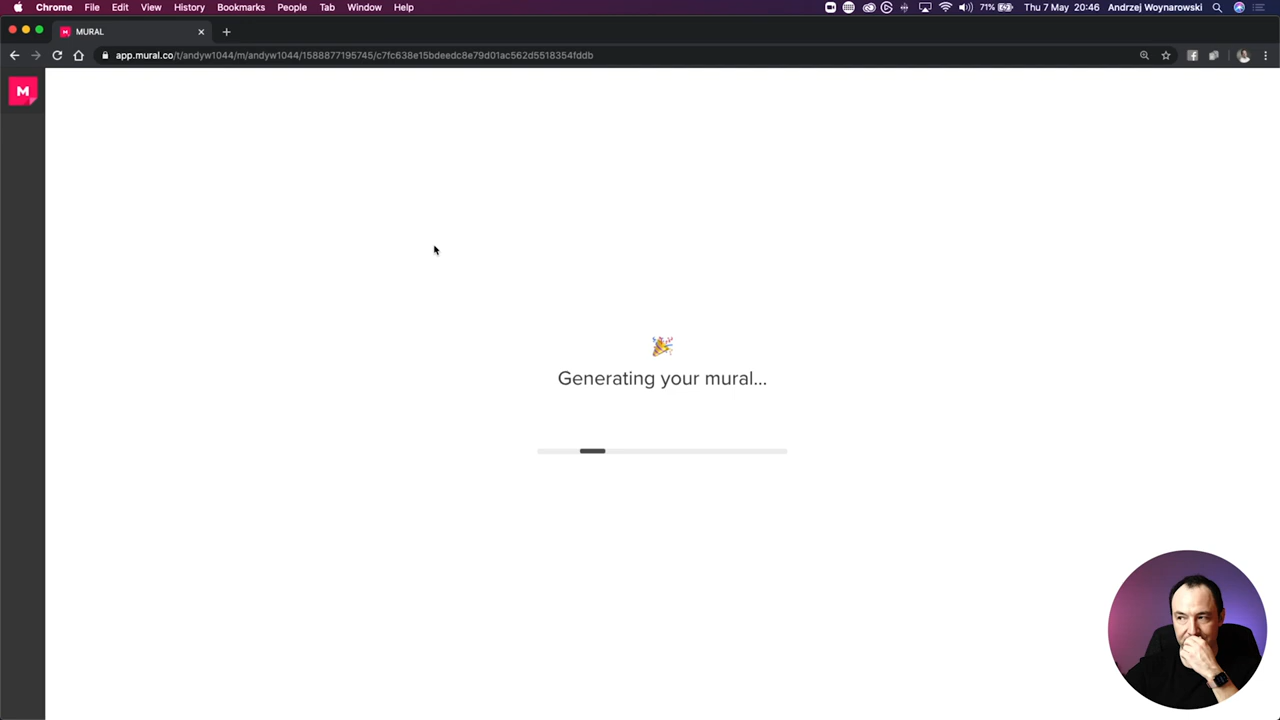 Chrome File Edit View History Bookmarks People Tab Window Help 71% Thu 7 May 20:46 Andrzej Woynarowski
MURAL
app.mural.co/t/andyw1044/m/andyw1044/1588877195745/c7fc638e15bdeedc8e79d01ac562d5518354fddb
M
Generating your mural...